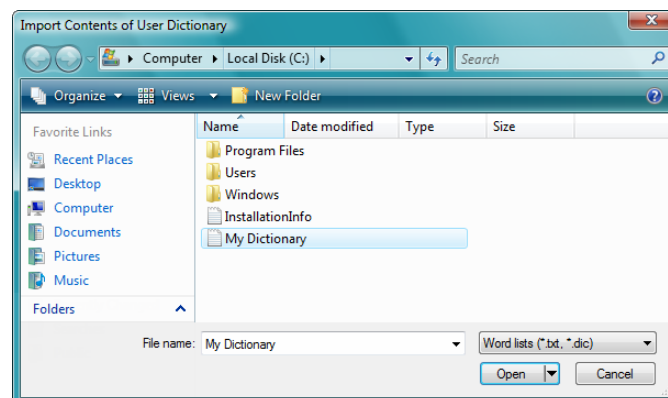 Import Contents of User Dictionary
Computer Local Disk (C:) Search
Organize Views New Folder
Favorite Links
Recent Places
Desktop
Computer
Documents
Pictures
Music
Folders
Name Date modified Type Size
Program Files
Users
Windows
InstallationInfo
My Dictionary
File name: My Dictionary Word lists (*.txt, *.dic)
Open Cancel